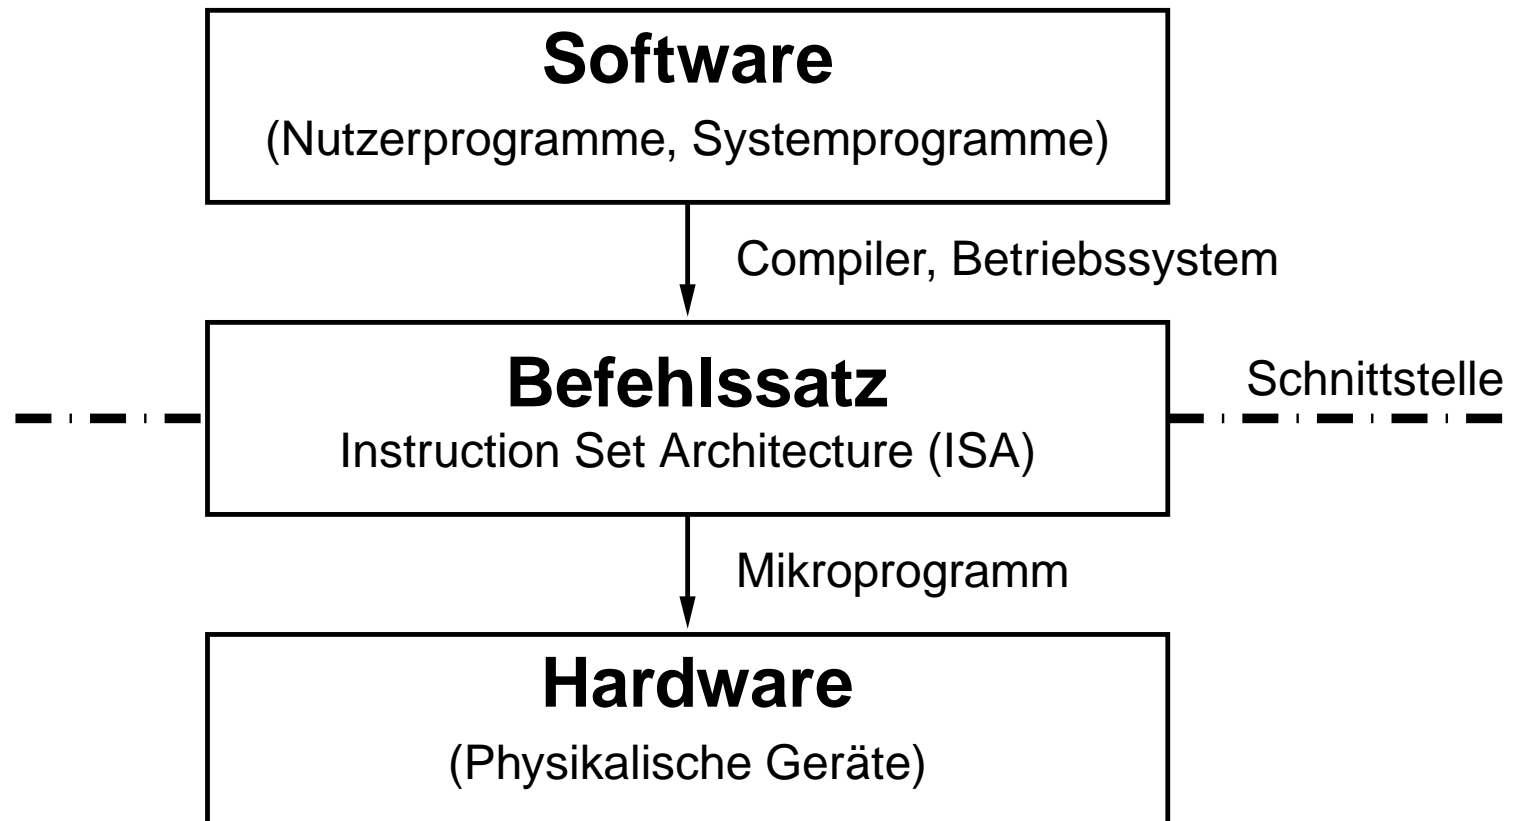 Software
(Nutzerprogramme, Systemprogramme)
Compiler, Betriebssystem
Befehlssatz
Schnittstelle
Instruction Set Architecture (ISA)
Mikroprogramm
Hardware
(Physikalische Geräte)